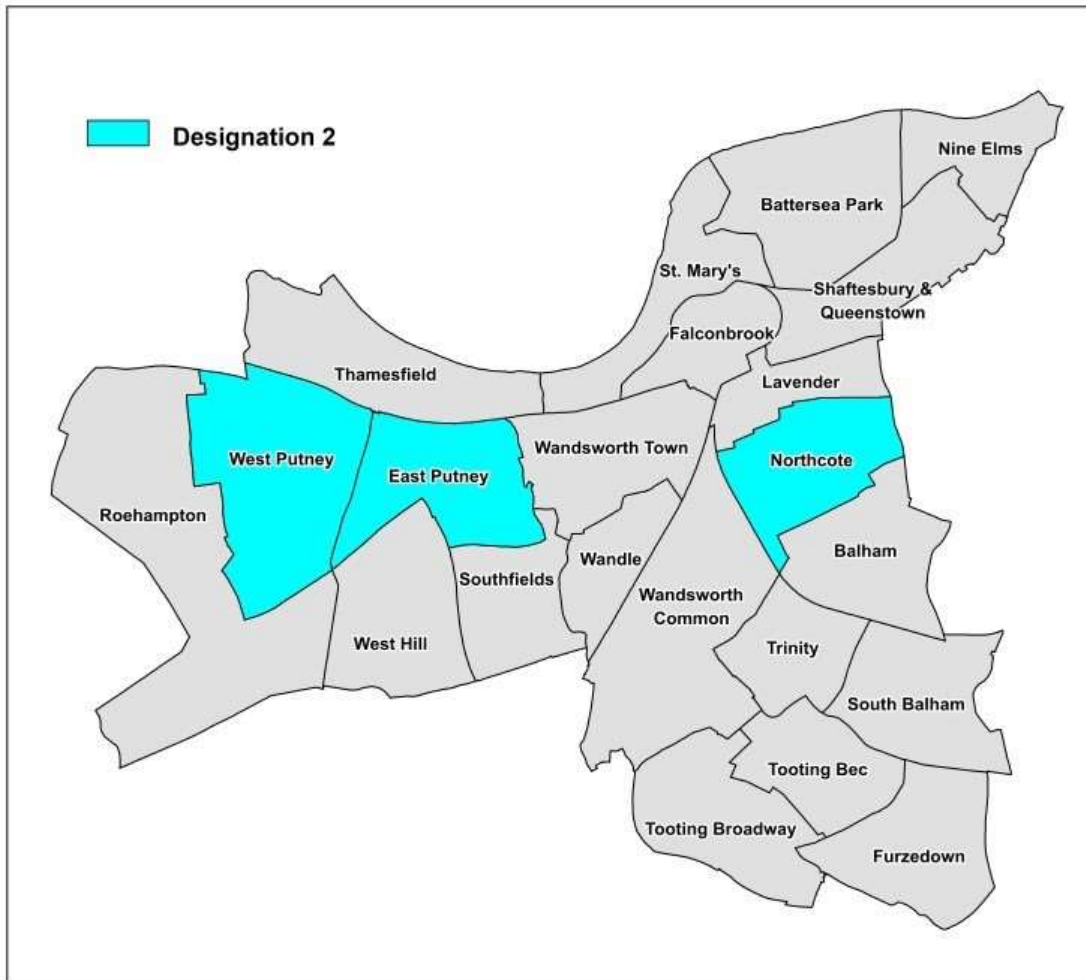 Designation 2
Nine Elms
Battersea Park
St. Mary's
Shaftesbury &
Queenstown
Falconbrook
Thamesfield
Lavender
Wandsworth Town
West Putney
East Putney
Northcote
Roehampton
Balham
Wandle
Southfields
Wandsworth
Common
West Hill
Trinity
South Balham
Tooting Bec
Tooting Broadway
Furzedown